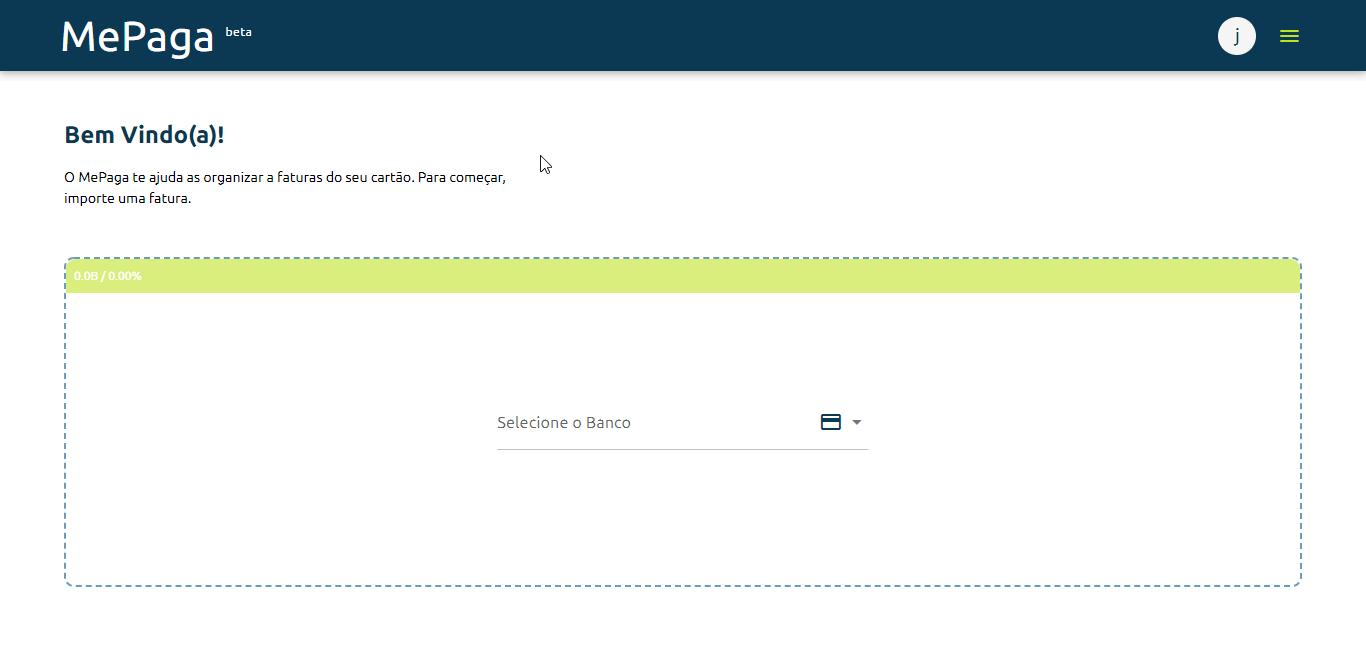 MePaga beta
j
Bem Vindo(a)!
O MePaga te ajuda as organizar a faturas do seu cartão. Para começar,
importe uma fatura.
0.0B / 0.00%
Selecione o Banco